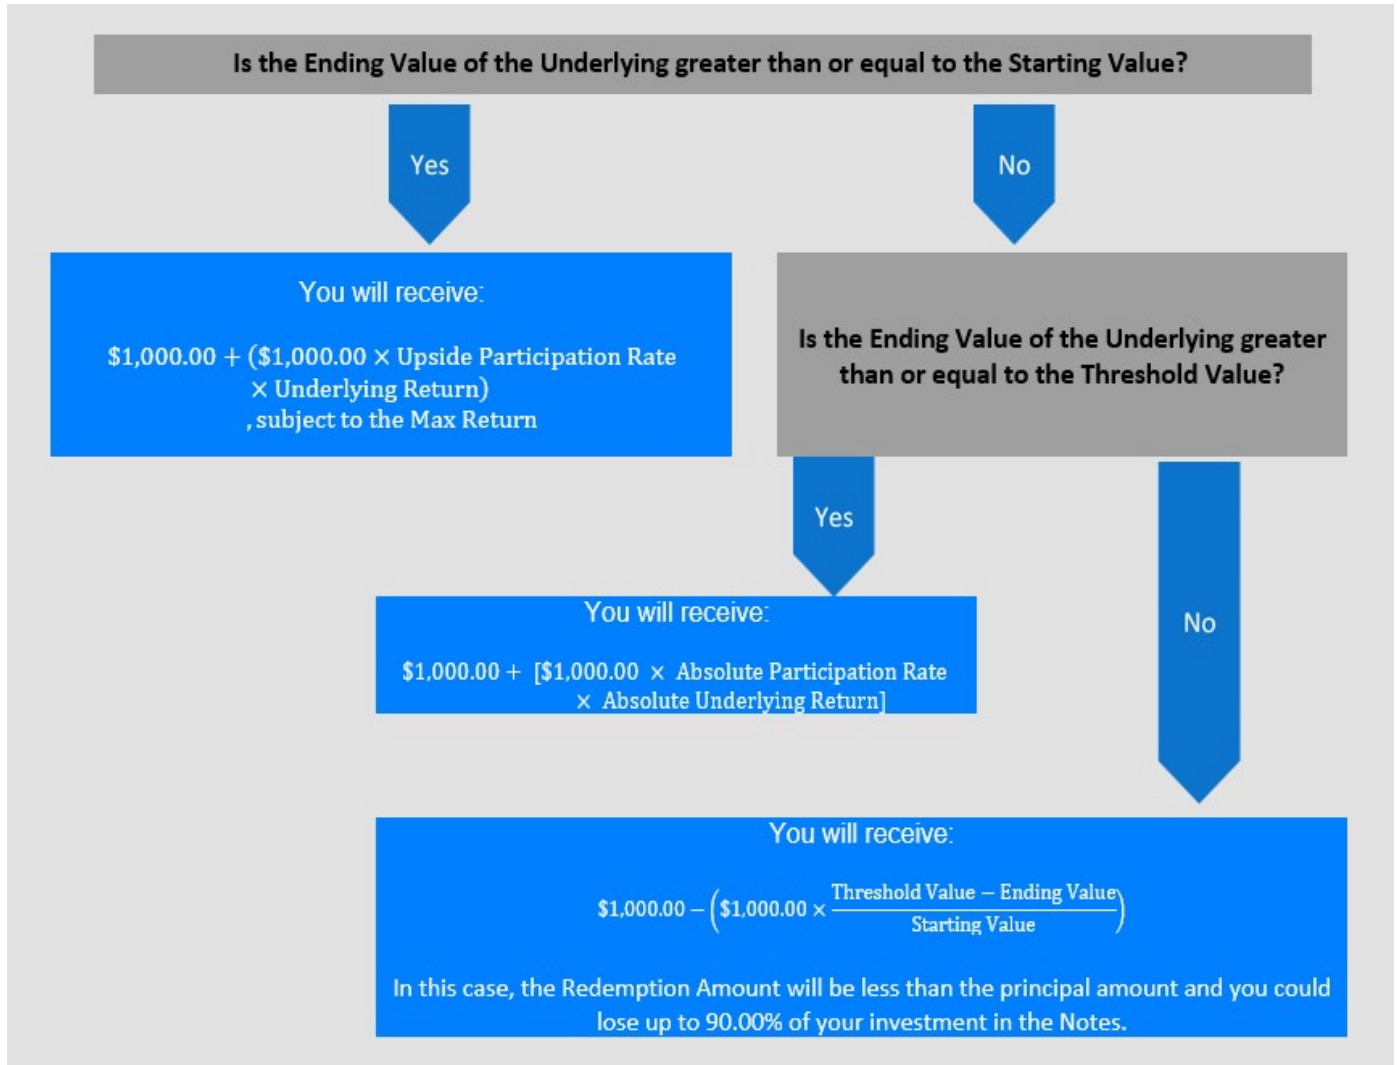 Is the Ending Value of the Underlying greater than or equal to the Starting Value?
Yes
No
You will receive:
$1,000.00 + ($1,000.00 × Upside Participation Rate
× Underlying Return)
, subject to the Max Return
Is the Ending Value of the Underlying greater
than or equal to the Threshold Value?
Yes
No
You will receive:
$1,000.00 + [$1,000.00 × Absolute Participation Rate
× Absolute Underlying Return]
You will receive:
$1,000.00 − ($1,000.00 × Threshold Value − Ending Value / Starting Value)
In this case, the Redemption Amount will be less than the principal amount and you could
lose up to 90.00% of your investment in the Notes.